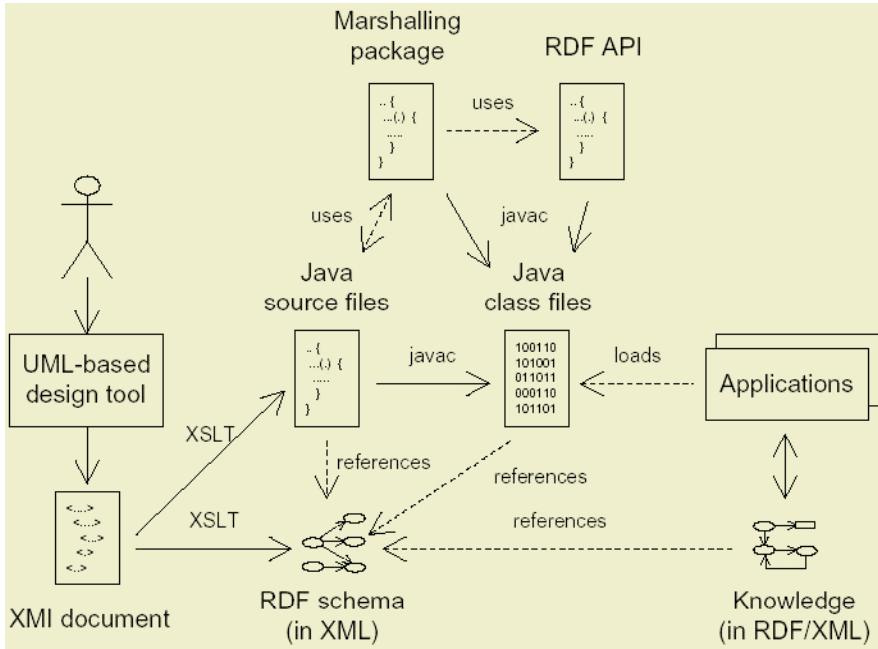 Marshalling
package
RDF API
.. {
...(.) {
.....
}
}
uses
.. {
...(.) {
.....
}
}
uses
javac
Java
source files
Java
class files
UML-based
design tool
.. {
...(.) {
.....
}
}
javac
100110
101001
011011
000110
101101
loads
Applications
XSLT
references
references
<...>
<....>
<...>
<.>
<..>
XSLT
references
XMI document
RDF schema
(in XML)
Knowledge
(in RDF/XML)